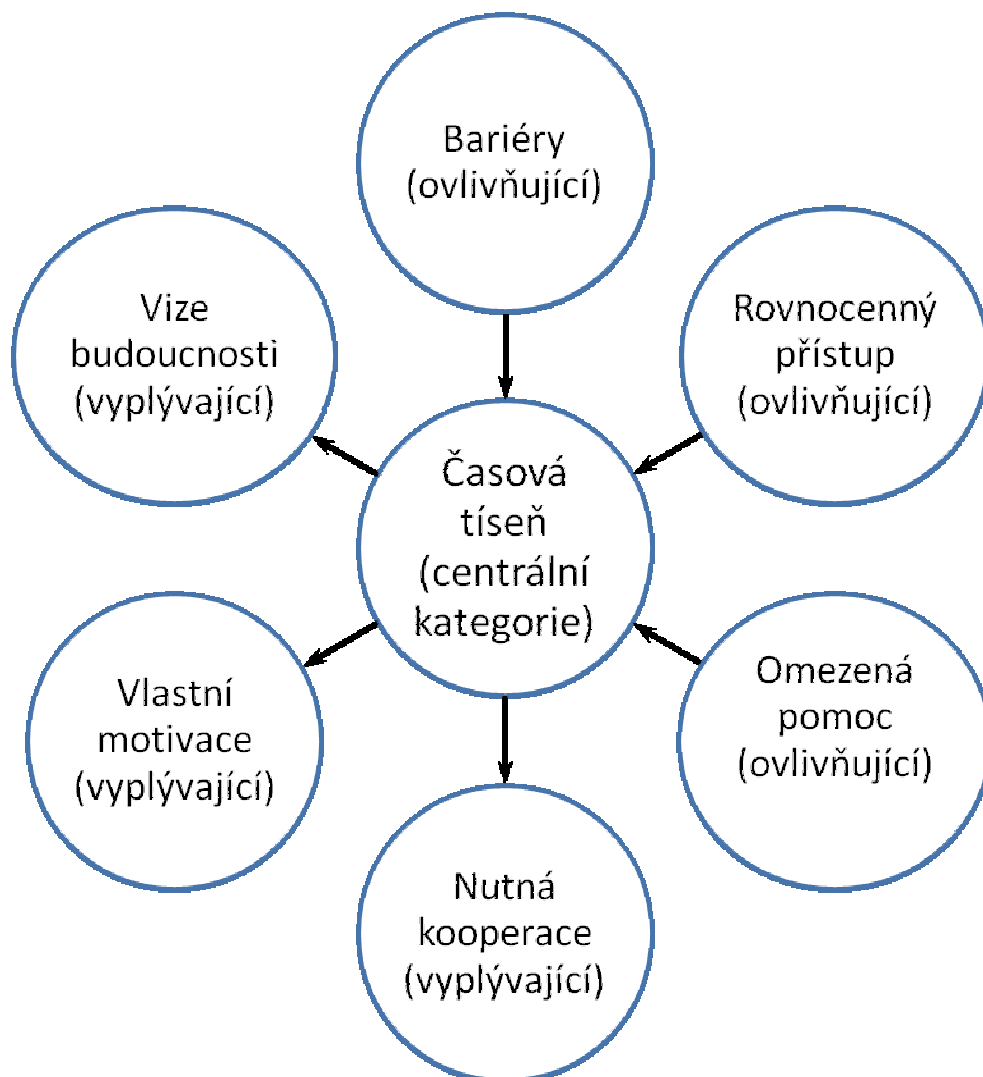 Bariéry
(ovlivňující)
Vize
budoucnosti
(vyplývající)
Rovnocenný
přístup
(ovlivňující)
Časová
tíseň
(centrální
kategorie)
Vlastní
motivace
(vyplývající)
Omezená
pomoc
(ovlivňující)
Nutná
kooperace
(vyplývající)